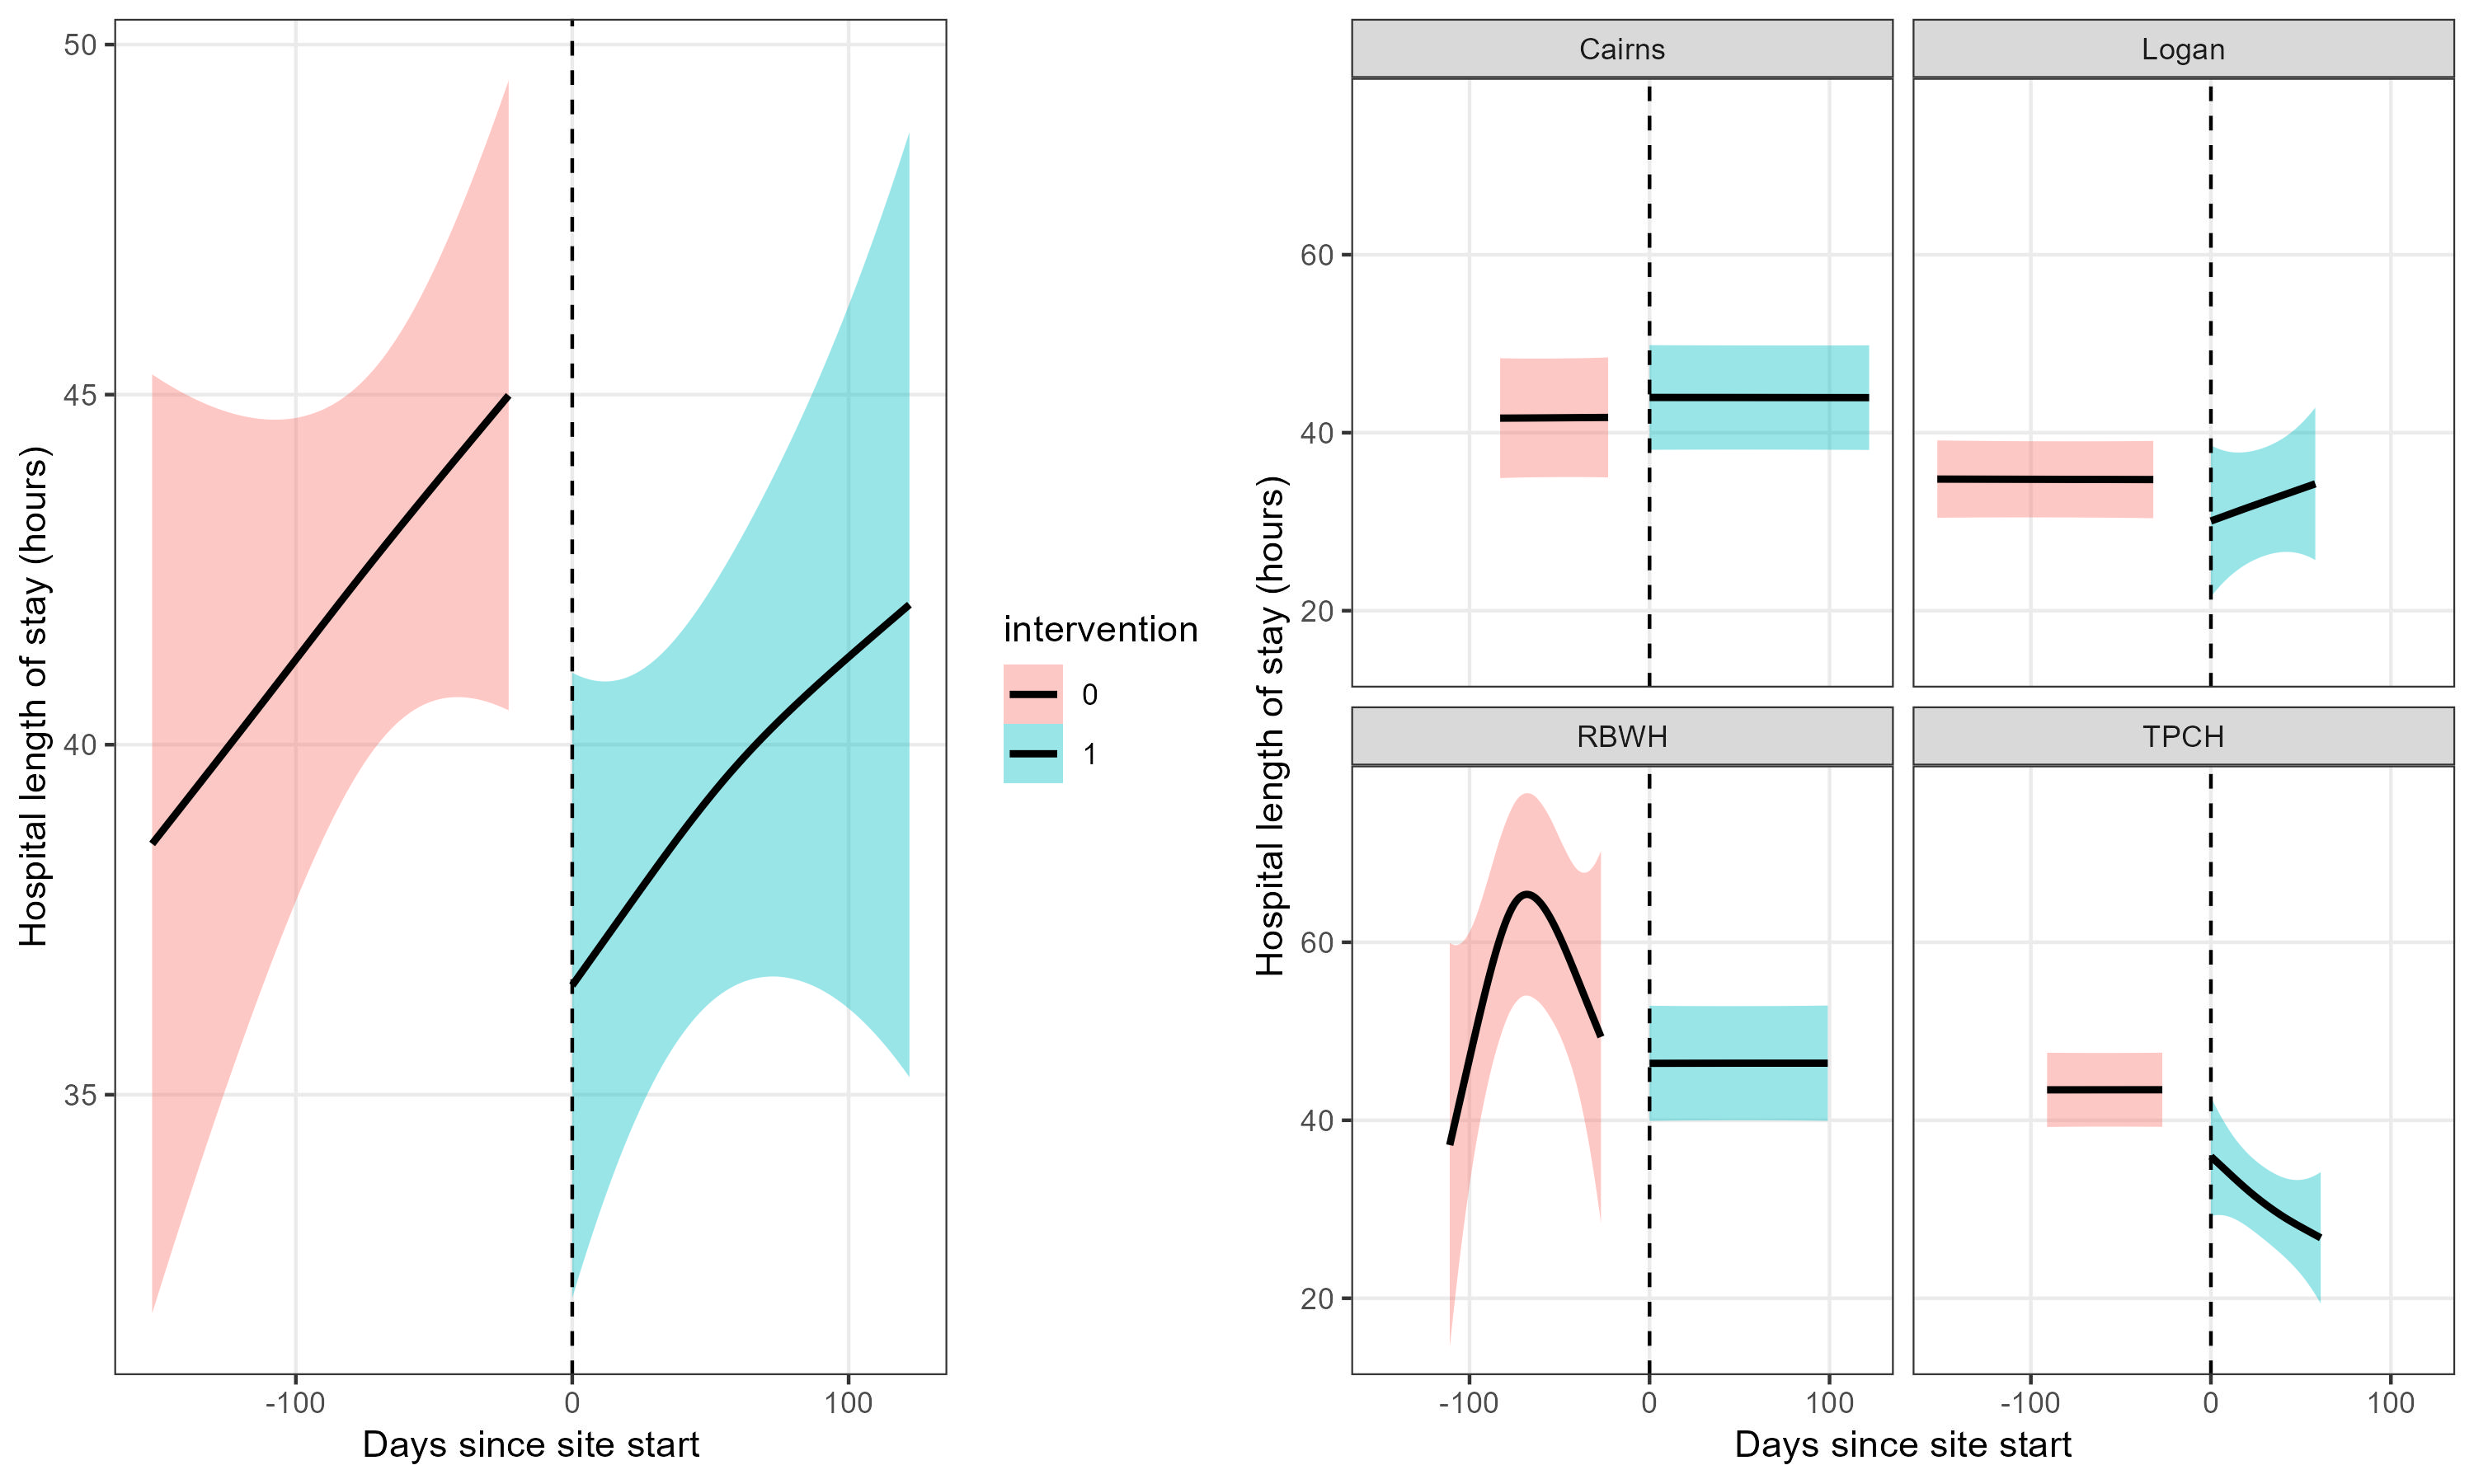 50
45
40
35
Hospital length of stay (hours)
-100 0 100
Days since site start
intervention
0
1
Cairns Logan
60
40
20
RBWH TPCH
60
40
20
Hospital length of stay (hours)
-100 0 100 -100 0 100
Days since site start